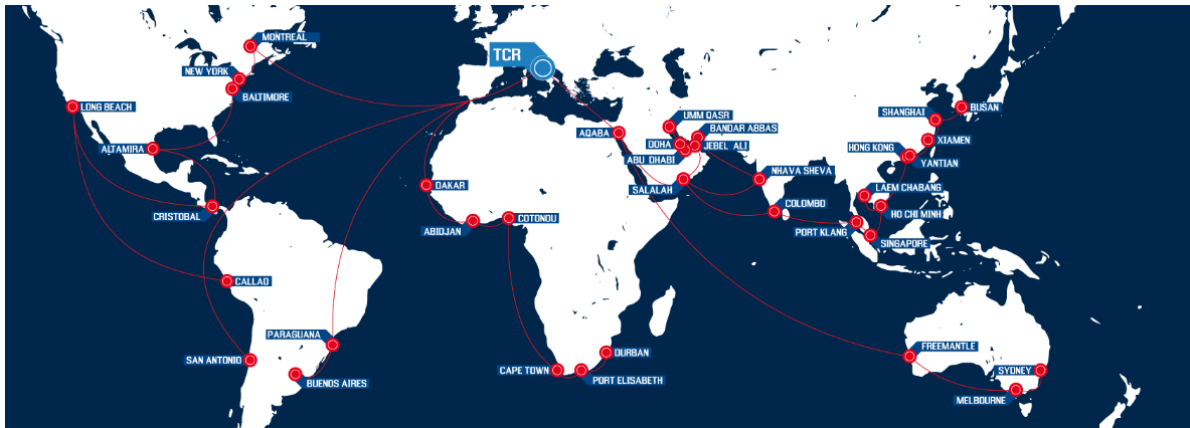 MONTREAL
TCR
NEW YORK
BALTIMORE
LONG BEACH
ALTAMIRA
CRISTOBAL
CALLAO
PARAGUANA
SAN ANTONIO
BUENOS AIRES
DAKAR
ABIDJAN
COTONOU
CAPE TOWN
PORT ELISABETH
DURBAN
AQABA
UMM QASR
BANDAR ABBAS
DOHA
JEBEL ALI
ABU DHABI
SALALAH
NHAVA SHEVA
COLOMBO
SHANGHAI
BUSAN
XIAMEN
HONG KONG
YANTIAN
LAEM CHABANG
HO CHI MINH
PORT KLANG
SINGAPORE
FREEMANTLE
SYDNEY
MELBOURNE